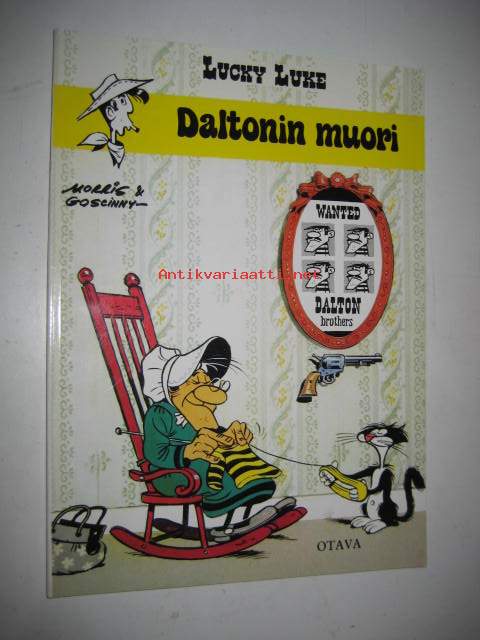 LUCKY LUKE
Daltonin muori
MORRIS &
GOSCINNY
WANTED
Antikvariaatti.net
DALTON
brothers
OTAVA